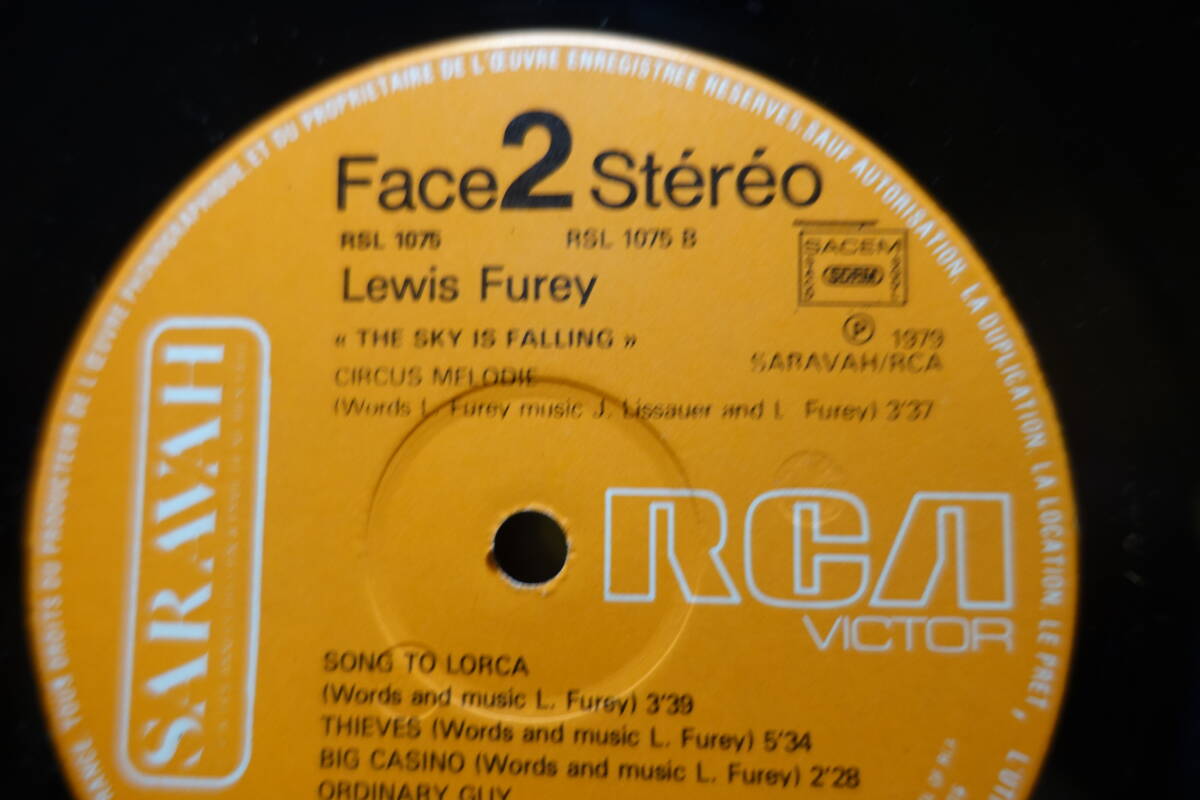 RANCE TOUS DROITS DU PRODUCTEUR DE L'ŒUVRE PHONOGRAPHIQUE ET DU PROPRIETAIRE DE L'ŒUVRE ENREGISTREE RESERVES. SAUF AUTORISATION. LA DUPLICATION. LA LOCATION. LE PRET, L'UT
Face 2 Stéréo
RSL 1075 RSL 1075 B
SACEM
SDRM
Lewis Furey
« THE SKY IS FALLING »
℗ 1979
SARAVAH/RCA
CIRCUS MELODIE
(Words L. Furey music J. Lissauer and L Furey) 3'37
SARAVAH
RCA
VICTOR
SONG TO LORCA
(Words and music L. Furey) 3'39
THIEVES (Words and music L. Furey) 5'34
BIG CASINO (Words and music L. Furey) 2'28
ORDINARY GUY